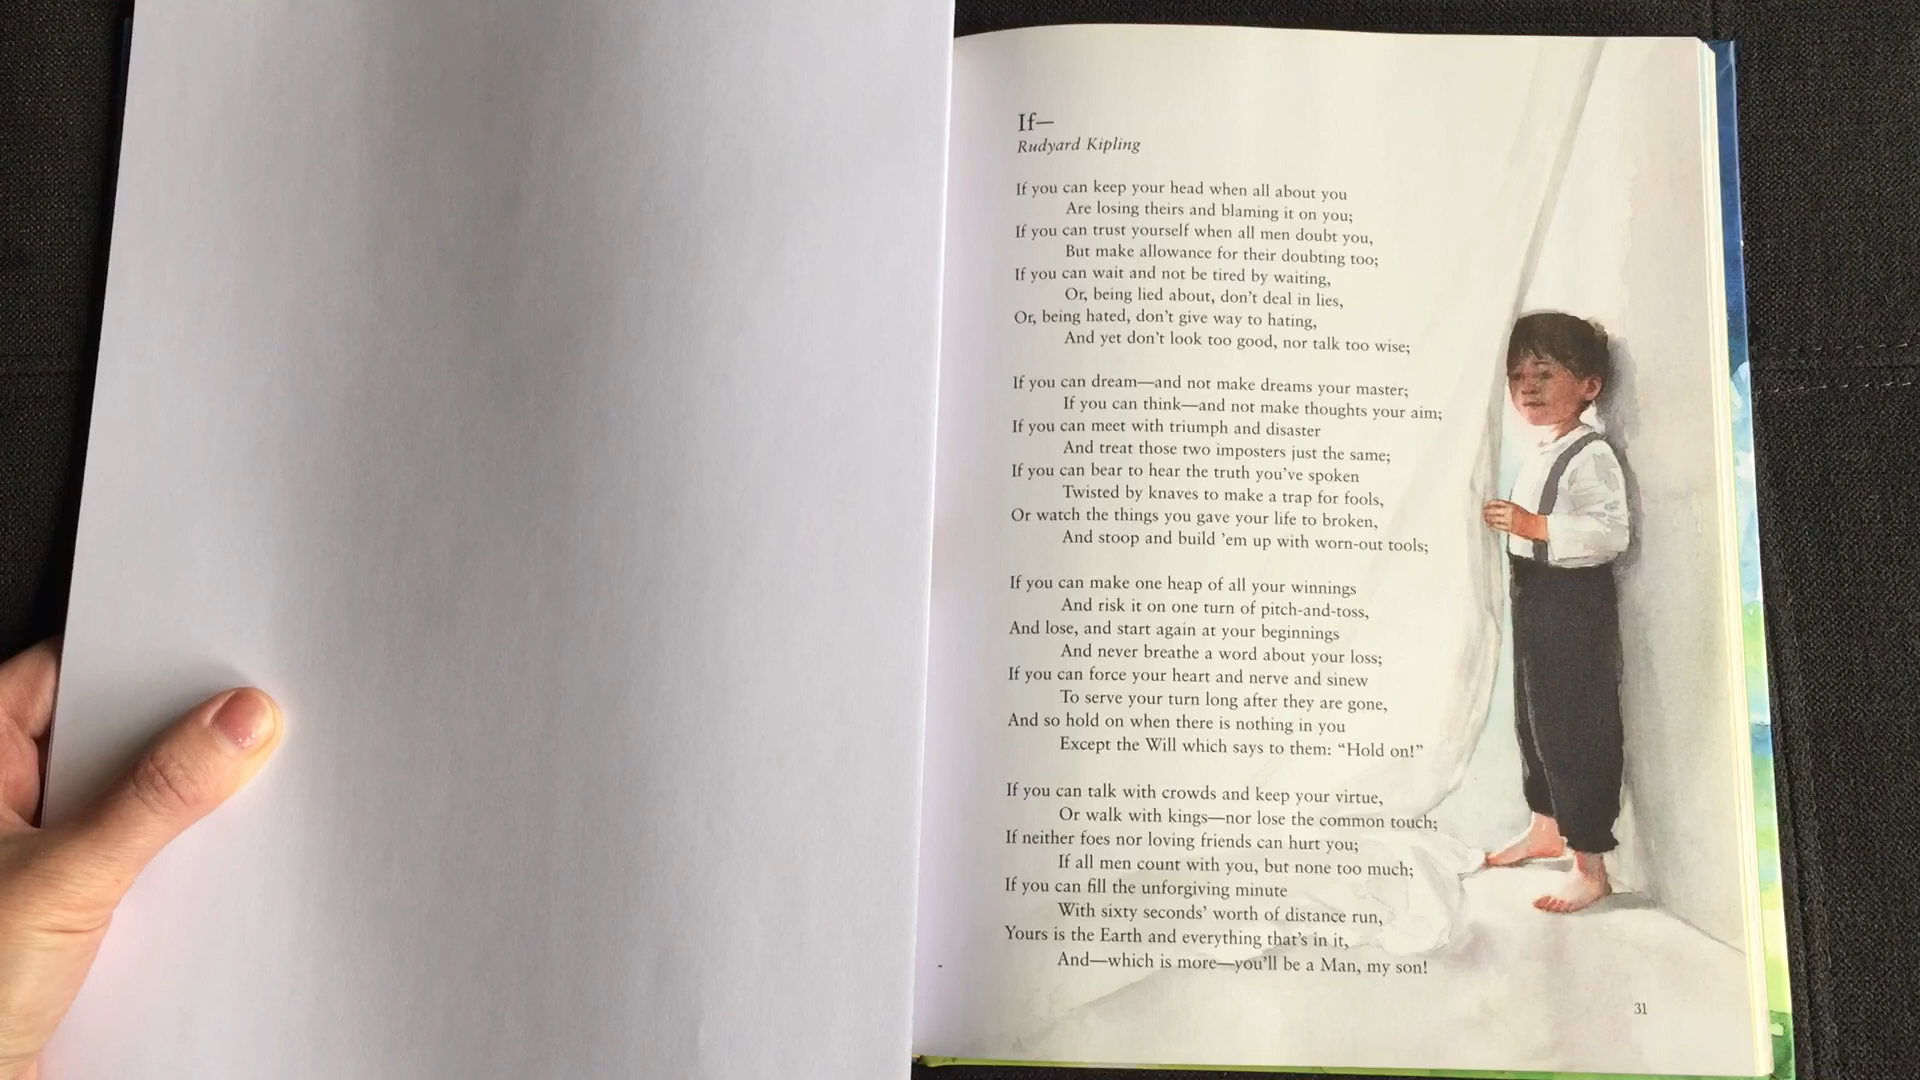 If—
Rudyard Kipling
If you can keep your head when all about you
Are losing theirs and blaming it on you;
If you can trust yourself when all men doubt you,
But make allowance for their doubting too;
If you can wait and not be tired by waiting,
Or, being lied about, don't deal in lies,
Or, being hated, don't give way to hating,
And yet don't look too good, nor talk too wise;
If you can dream—and not make dreams your master;
If you can think—and not make thoughts your aim;
If you can meet with triumph and disaster
And treat those two imposters just the same;
If you can bear to hear the truth you've spoken
Twisted by knaves to make a trap for fools,
Or watch the things you gave your life to broken,
And stoop and build 'em up with worn-out tools;
If you can make one heap of all your winnings
And risk it on one turn of pitch-and-toss,
And lose, and start again at your beginnings
And never breathe a word about your loss;
If you can force your heart and nerve and sinew
To serve your turn long after they are gone,
And so hold on when there is nothing in you
Except the Will which says to them: “Hold on!”
If you can talk with crowds and keep your virtue,
Or walk with kings—nor lose the common touch;
If neither foes nor loving friends can hurt you;
If all men count with you, but none too much;
If you can fill the unforgiving minute
With sixty seconds' worth of distance run,
Yours is the Earth and everything that's in it,
And—which is more—you'll be a Man, my son!
31